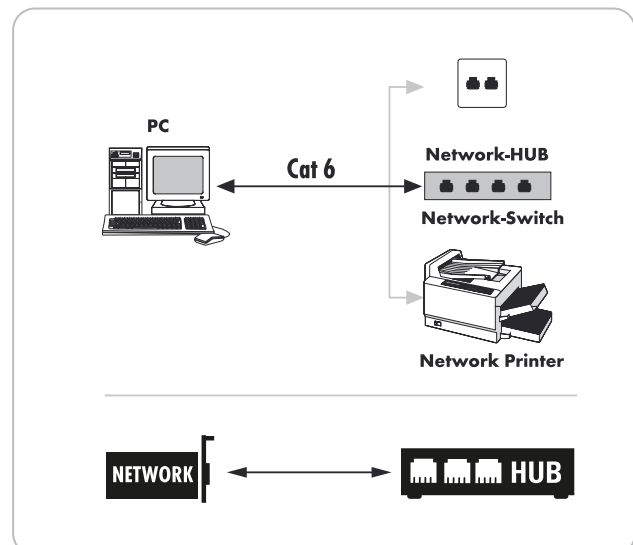 PC
Cat 6
Network-HUB
Network-Switch
Network Printer
NETWORK
HUB